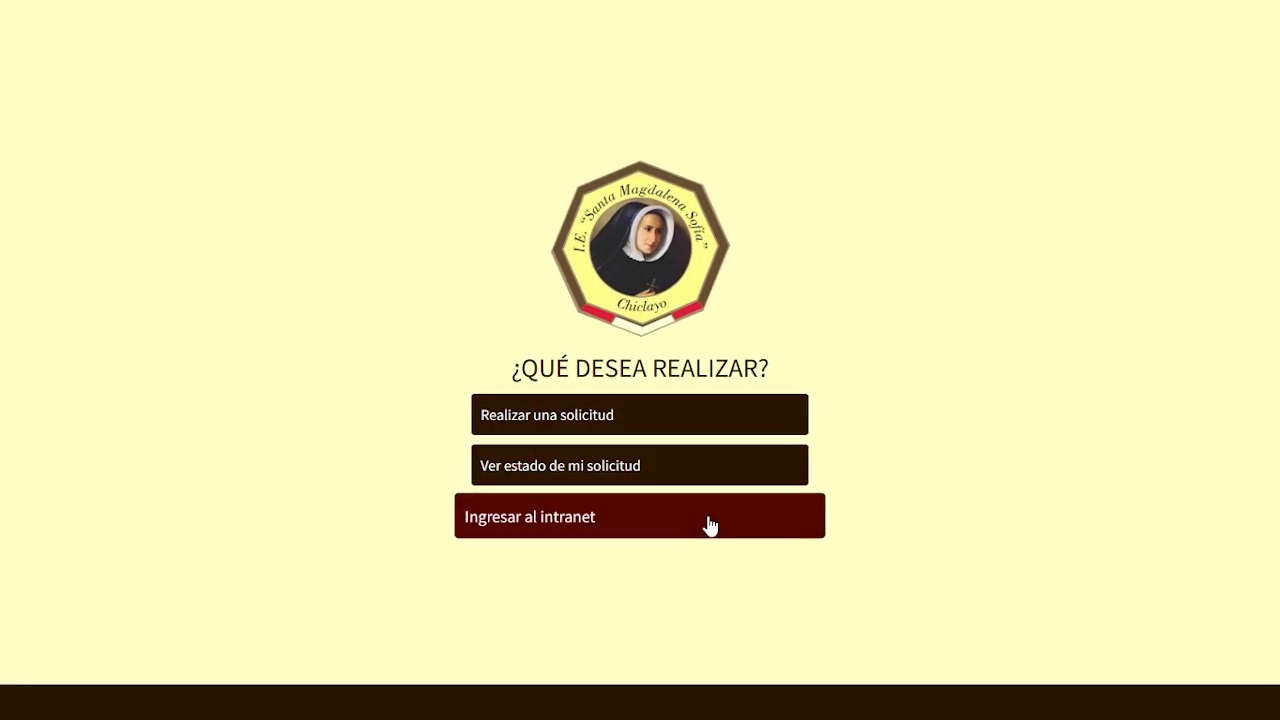 I.E. "Santa Magdalena Sofía"
Chiclayo
¿QUÉ DESEA REALIZAR?
Realizar una solicitud
Ver estado de mi solicitud
Ingresar al intranet